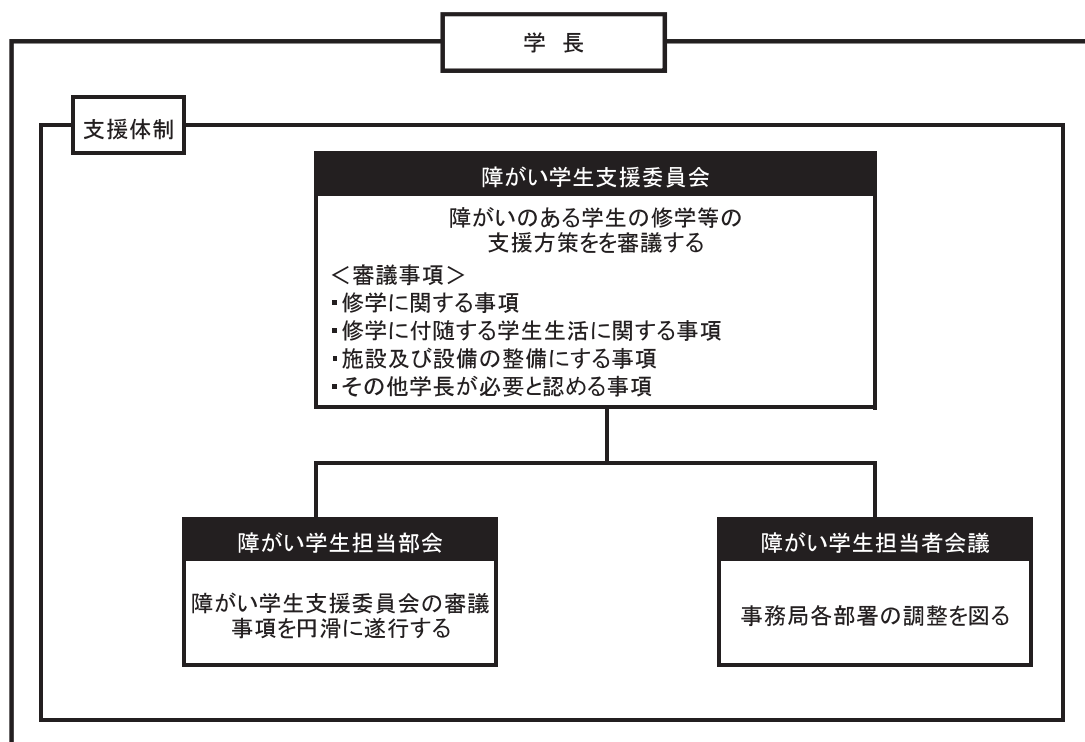 学 長
支援体制
障がい学生支援委員会
障がいのある学生の修学等の
支援方策をを審議する
＜審議事項＞
・修学に関する事項
・修学に付随する学生生活に関する事項
・施設及び設備の整備にする事項
・その他学長が必要と認める事項
障がい学生担当部会
障がい学生支援委員会の審議
事項を円滑に遂行する
障がい学生担当者会議
事務局各部署の調整を図る